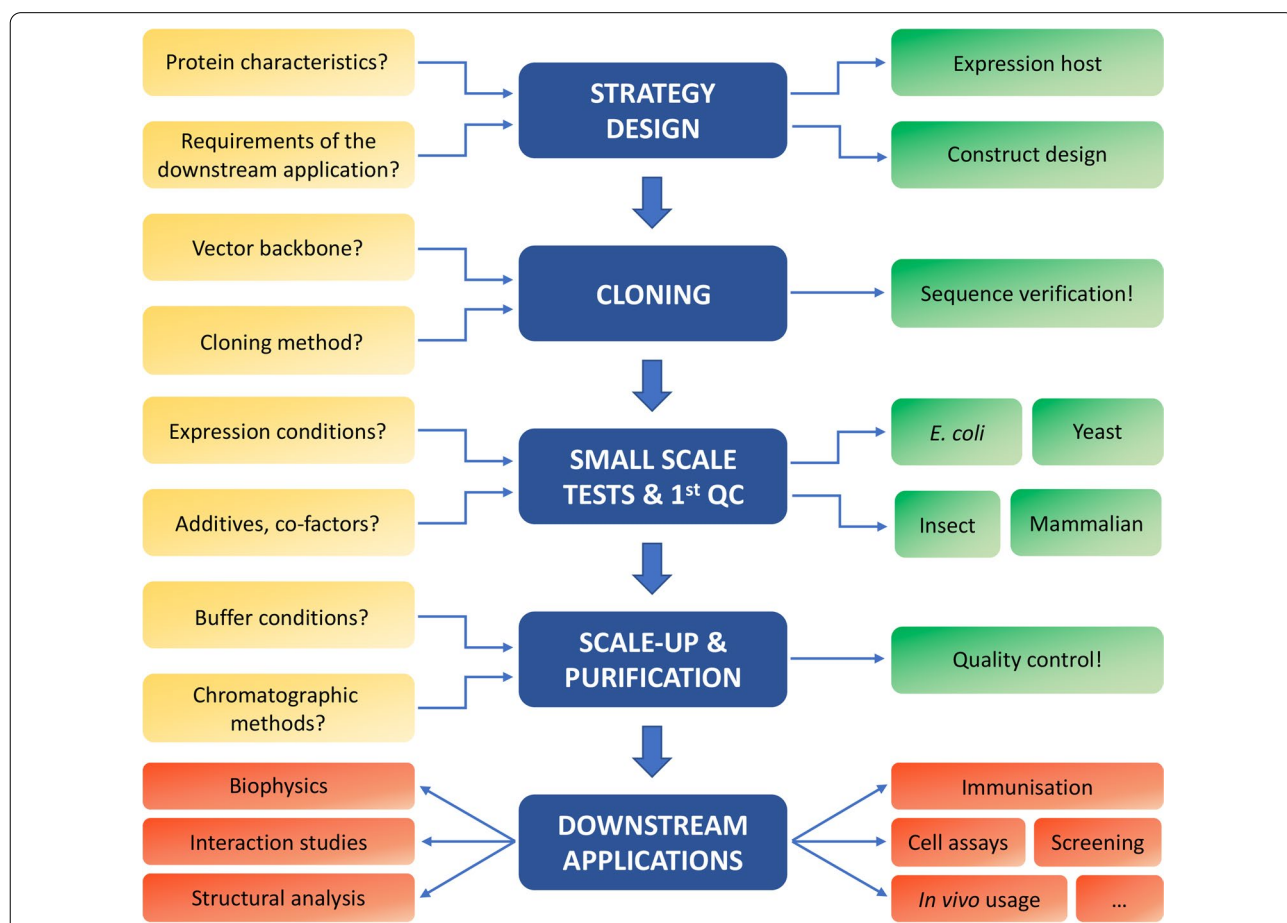 Protein characteristics?
STRATEGY
DESIGN
Expression host
Requirements of the
downstream application?
Construct design
Vector backbone?
CLONING
Sequence verification!
Cloning method?
Expression conditions?
SMALL SCALE
TESTS & 1st QC
E. coli
Yeast
Additives, co-factors?
Insect
Mammalian
Buffer conditions?
SCALE-UP &
PURIFICATION
Quality control!
Chromatographic
methods?
Biophysics
Interaction studies
Structural analysis
DOWNSTREAM
APPLICATIONS
Immunisation
Cell assays
Screening
In vivo usage
...